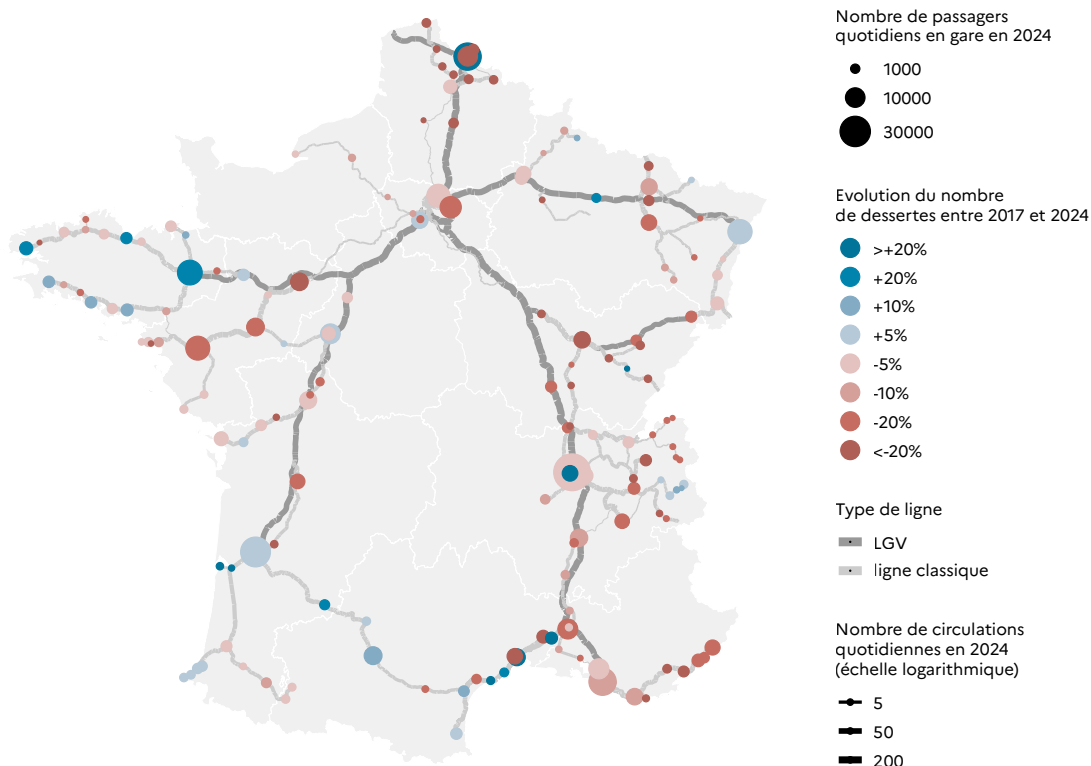 Nombre de passagers
quotidiens en gare en 2024
1000
10000
30000
Evolution du nombre
de dessertes entre 2017 et 2024
>+20%
+20%
+10%
+5%
-5%
-10%
-20%
<-20%
Type de ligne
LGV
ligne classique
Nombre de circulations
quotidiennes en 2024
(échelle logarithmique)
5
50
200